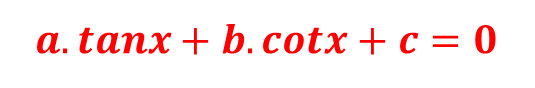 a. tanx + b. cotx + c = 0